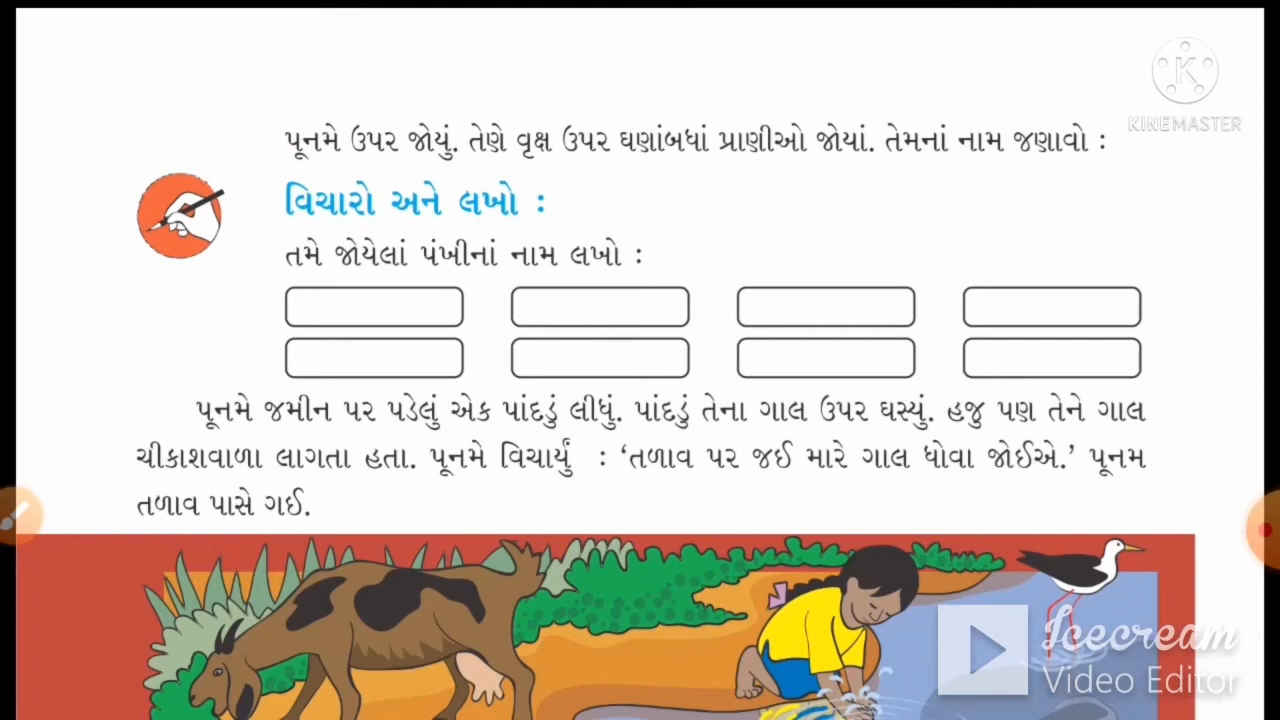 KINEMASTER
પૂનમે ઉપર જોયું. તેણે વૃક્ષ ઉપર ઘણાંબધાં પ્રાણીઓ જોયાં. તેમનાં નામ જણાવો :
વિચારો અને લખો :
તમે જોયેલાં પંખીનાં નામ લખો :
પૂનમે જમીન પર પડેલું એક પાંદડું લીધું. પાંદડું તેના ગાલ ઉપર ઘસ્યું. હજુ પણ તેને ગાલ
ચીકાશવાળા લાગતા હતા. પૂનમે વિચાર્યું : ‘તળાવ પર જઈ મારે ગાલ ધોવા જોઈએ.’ પૂનમ
તળાવ પાસે ગઈ.
Icecream
Video Editor